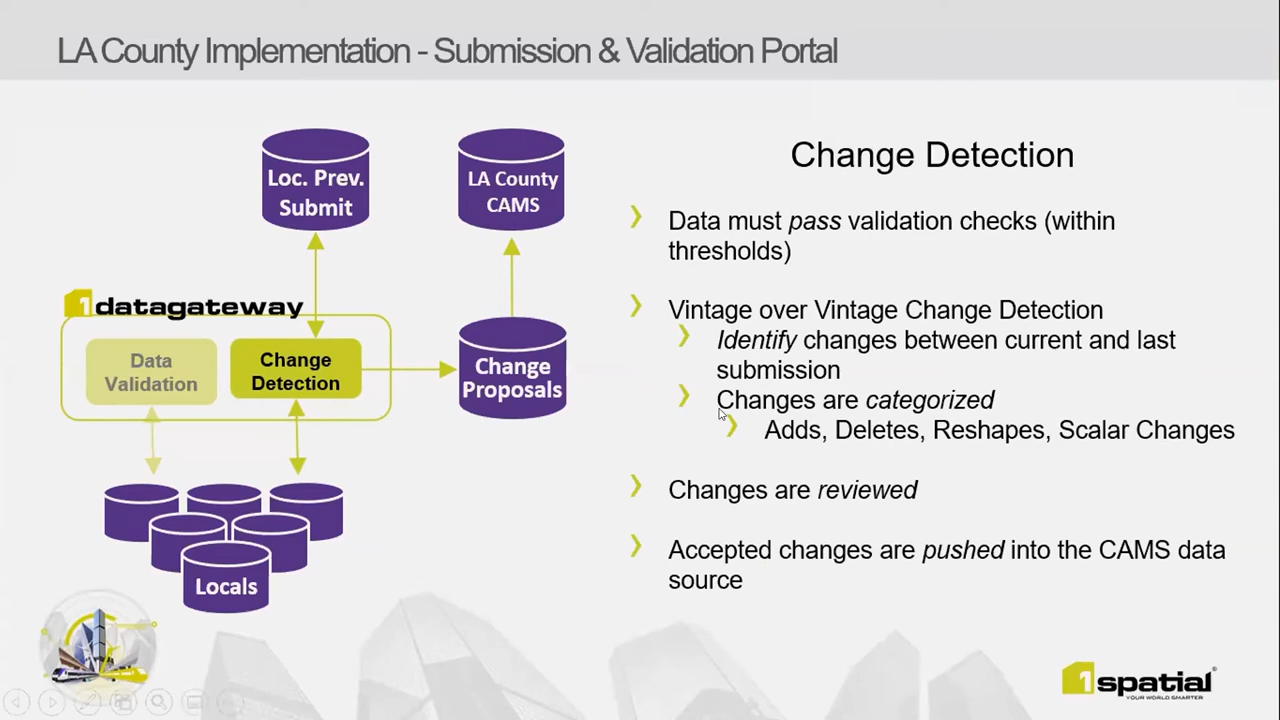 LA County Implementation - Submission & Validation Portal
Loc. Prev.
Submit
LA County
CAMS
1datagateway
Data
Validation
Change
Detection
Change
Proposals
Locals
Change Detection
Data must pass validation checks (within
thresholds)
Vintage over Vintage Change Detection
Identify changes between current and last
submission
Changes are categorized
Adds, Deletes, Reshapes, Scalar Changes
Changes are reviewed
Accepted changes are pushed into the CAMS data
source
1spatial®
YOUR WORLD SMARTER